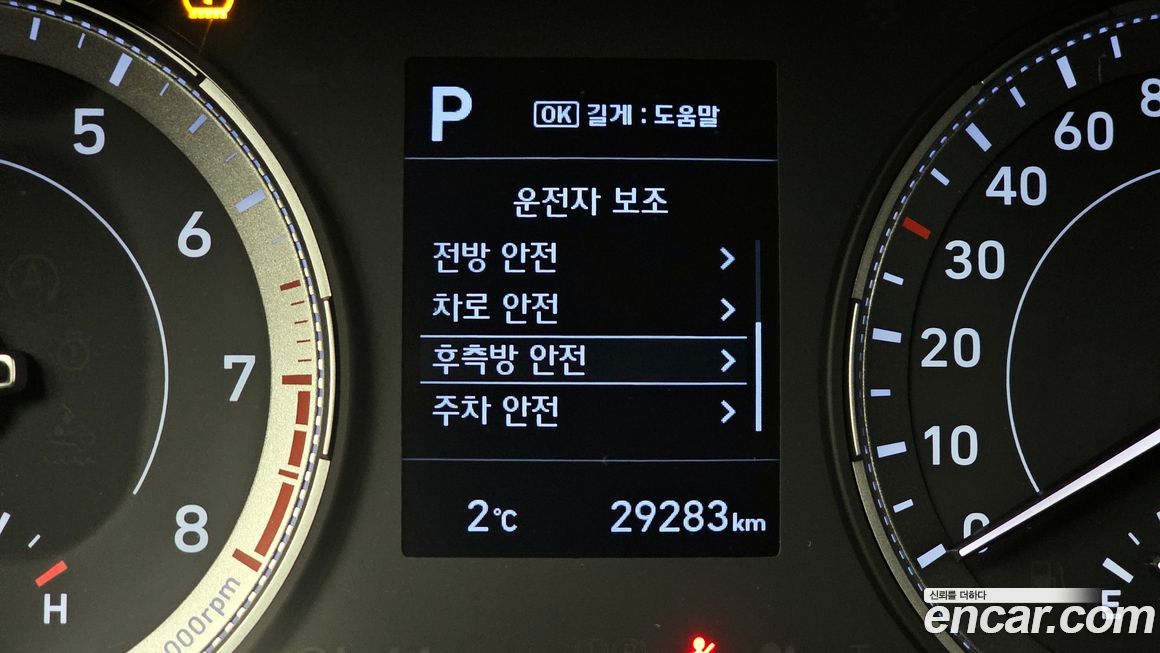 P
OK 길게 : 도움말
운전자 보조
전방 안전 >
차로 안전 >
후측방 안전 >
주차 안전 >
2℃ 29283km
5
6
7
8
000rpm
H
8
60
40
30
20
10
0
E
신뢰를 더하다
encar.com